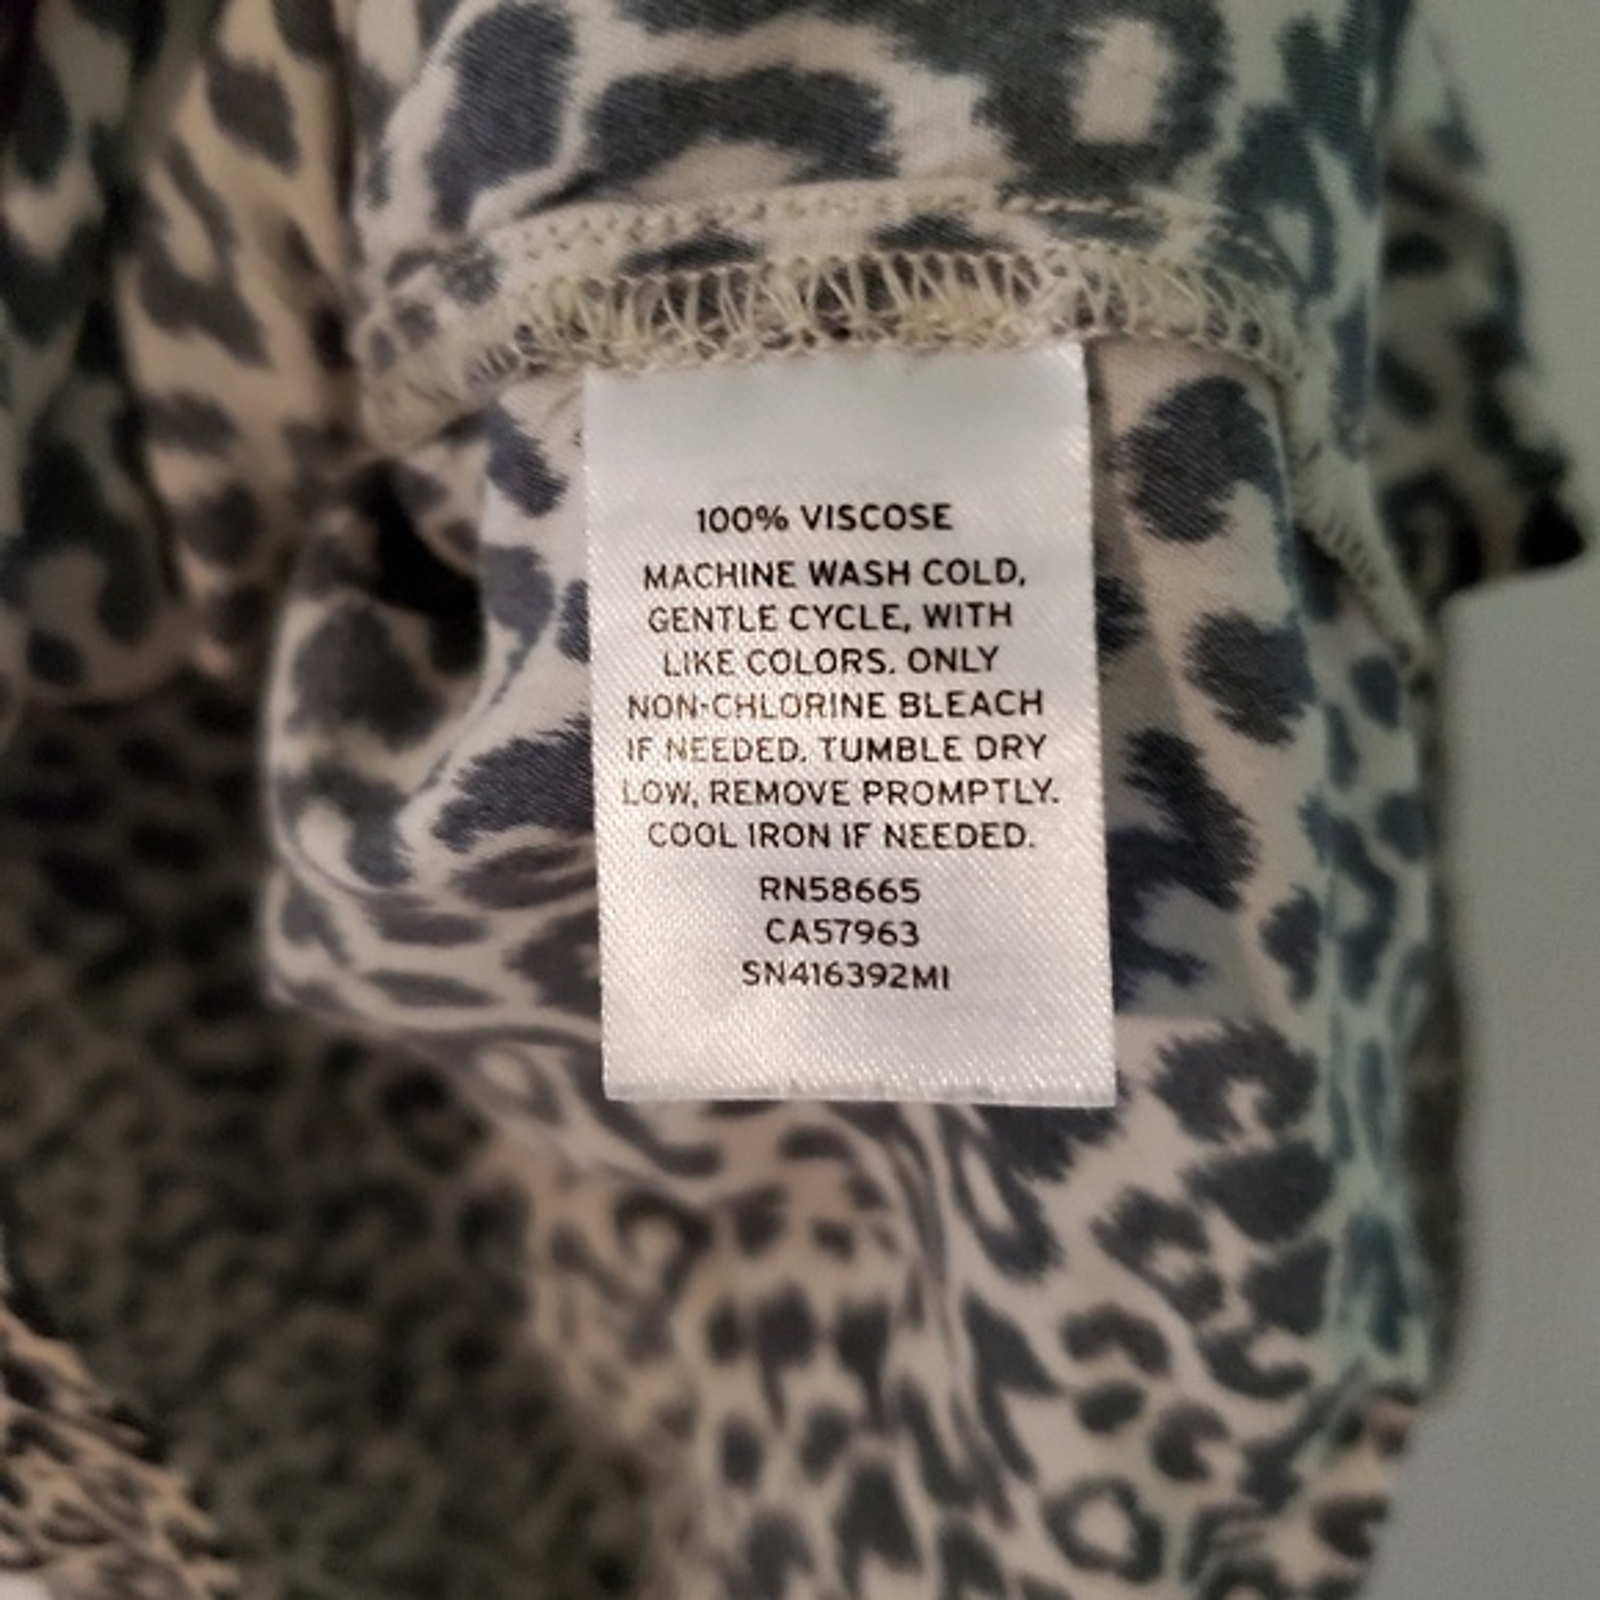 100% VISCOSE
MACHINE WASH COLD,
GENTLE CYCLE, WITH
LIKE COLORS. ONLY
NON-CHLORINE BLEACH
IF NEEDED. TUMBLE DRY
LOW, REMOVE PROMPTLY.
COOL IRON IF NEEDED.
RN58665
CA57963
SN416392MI